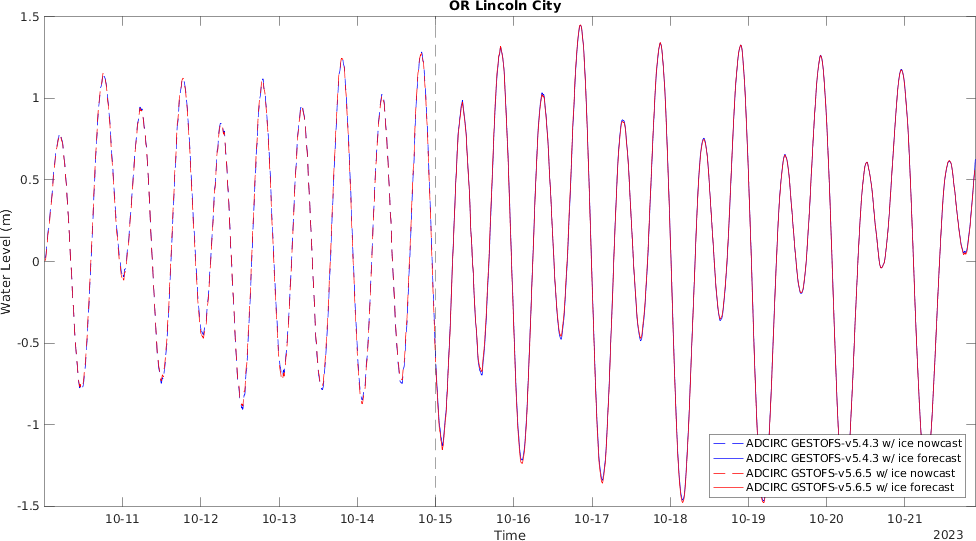 OR Lincoln City
1.5
1
0.5
0
-0.5
-1
-1.5
Water Level (m)
10-11 10-12 10-13 10-14 10-15 10-16 10-17 10-18 10-19 10-20 10-21
Time
2023
ADCIRC GESTOFS-v5.4.3 w/ ice nowcast
ADCIRC GESTOFS-v5.4.3 w/ ice forecast
ADCIRC GSTOFS-v5.6.5 w/ ice nowcast
ADCIRC GSTOFS-v5.6.5 w/ ice forecast